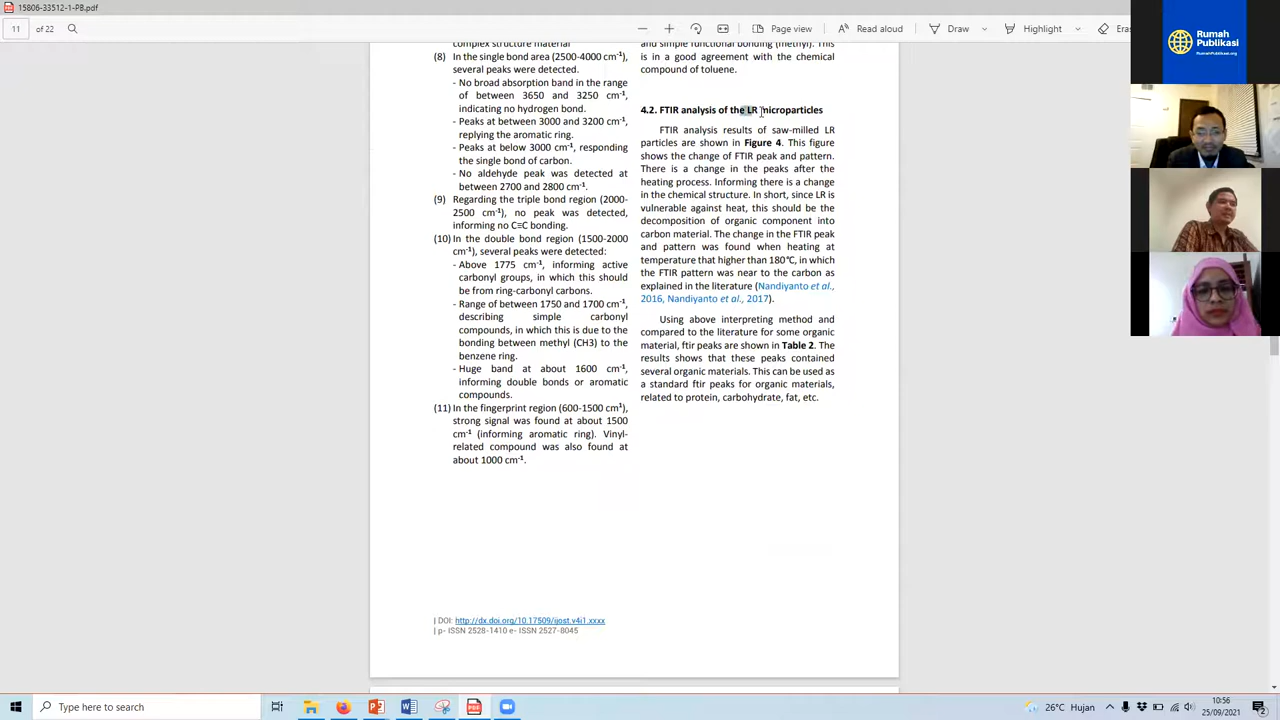 15806-33512-1-PB.pdf
11 of 22
Page view
Read aloud
Draw
Highlight
Eras
complex structure material
(8) In the single bond area (2500-4000 cm-1),
several peaks were detected.
- No broad absorption band in the range
of between 3650 and 3250 cm-1,
indicating no hydrogen bond.
- Peaks at between 3000 and 3200 cm-1,
replying the aromatic ring.
- Peaks at below 3000 cm-1, responding
the single bond of carbon.
- No aldehyde peak was detected at
between 2700 and 2800 cm-1.
(9) Regarding the triple bond region (2000-
2500 cm-1), no peak was detected,
informing no C≡C bonding.
(10) In the double bond region (1500-2000
cm-1), several peaks were detected:
- Above 1775 cm-1, informing active
carbonyl groups, in which this should
be from ring-carbonyl carbons.
- Range of between 1750 and 1700 cm-1,
describing simple carbonyl
compounds, in which this is due to the
bonding between methyl (CH3) to the
benzene ring.
- Huge band at about 1600 cm-1,
informing double bonds or aromatic
compounds.
(11) In the fingerprint region (600-1500 cm1),
strong signal was found at about 1500
cm-1 (informing aromatic ring). Vinyl-
related compound was also found at
about 1000 cm-1.
and simple functional bonding (methyl). This
is in a good agreement with the chemical
compound of toluene.
4.2. FTIR analysis of the LR microparticles
FTIR analysis results of saw-milled LR
particles are shown in Figure 4. This figure
shows the change of FTIR peak and pattern.
There is a change in the peaks after the
heating process. Informing there is a change
in the chemical structure. In short, since LR is
vulnerable against heat, this should be the
decomposition of organic component into
carbon material. The change in the FTIR peak
and pattern was found when heating at
temperature that higher than 180°C, in which
the FTIR pattern was near to the carbon as
explained in the literature (Nandiyanto et al.,
2016, Nandiyanto et al., 2017).
Using above interpreting method and
compared to the literature for some organic
material, ftir peaks are shown in Table 2. The
results shows that these peaks contained
several organic materials. This can be used as
a standard ftir peaks for organic materials,
related to protein, carbohydrate, fat, etc.
| DOI: http://dx.doi.org/10.17509/ijost.v4i1.xxxx
| p- ISSN 2528-1410 e- ISSN 2527-8045
Rumah
Publikasi
RumahPublikasi.com
Type here to search
26°C Hujan
10:56
25/09/2021
2